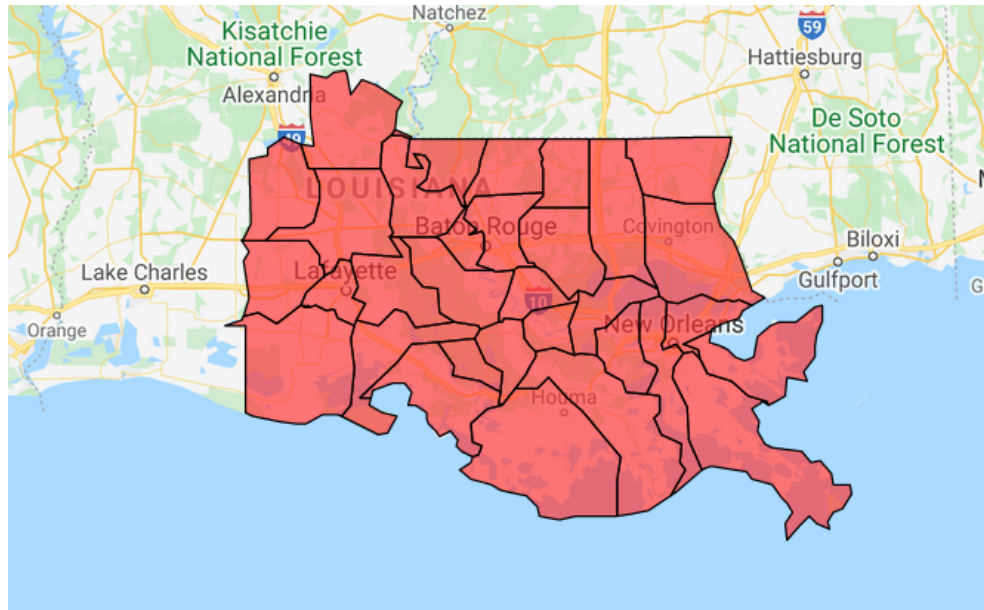 Natchez
Kisatchie
National Forest
59
Hattiesburg
Alexandria
De Soto
National Forest
49
LOUISIANA
Baton Rouge
Covington
Biloxi
Lake Charles
Lafayette
Gulfport
10
Orange
New Orleans
Houma